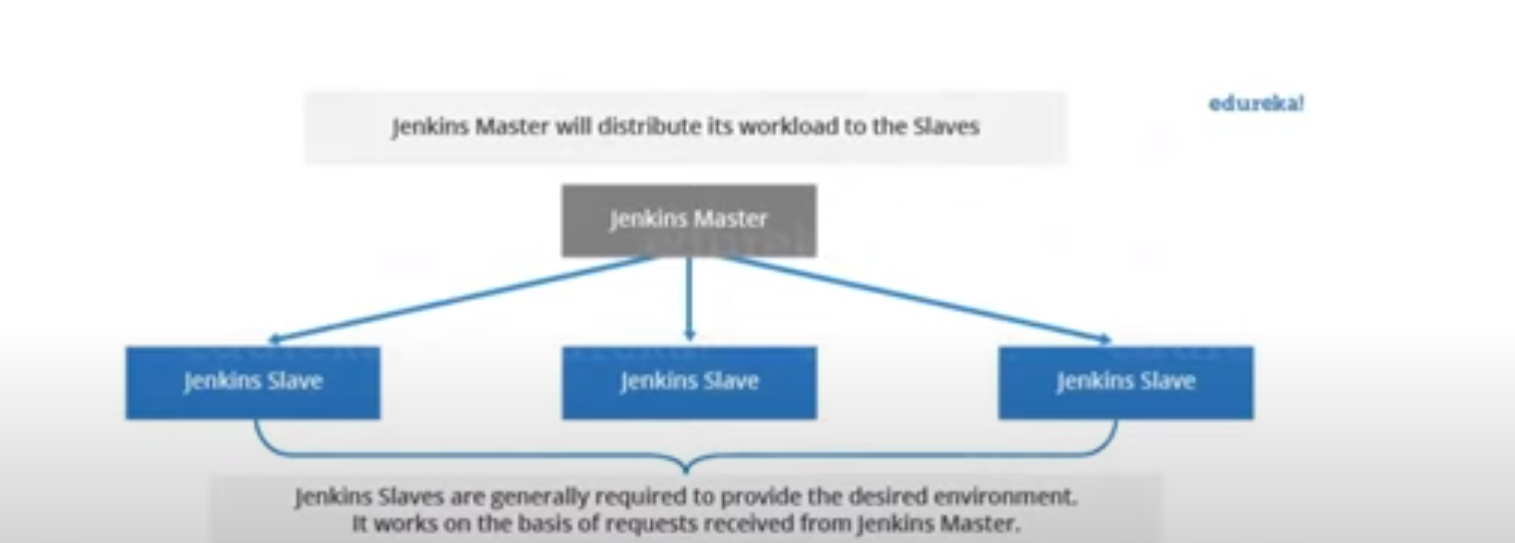 edureka!
Jenkins Master will distribute its workload to the Slaves
Jenkins Master
Jenkins Slave
Jenkins Slave
Jenkins Slave
Jenkins Slaves are generally required to provide the desired environment.
It works on the basis of requests received from Jenkins Master.